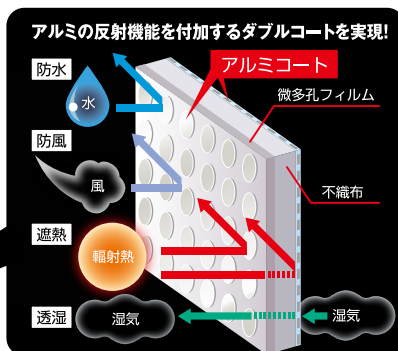 アルミの反射機能を付加するダブルコートを実現!
アルミコート
防水
水
微多孔フィルム
防風
風
不織布
遮熱
輻射熱
透湿
湿気
湿気